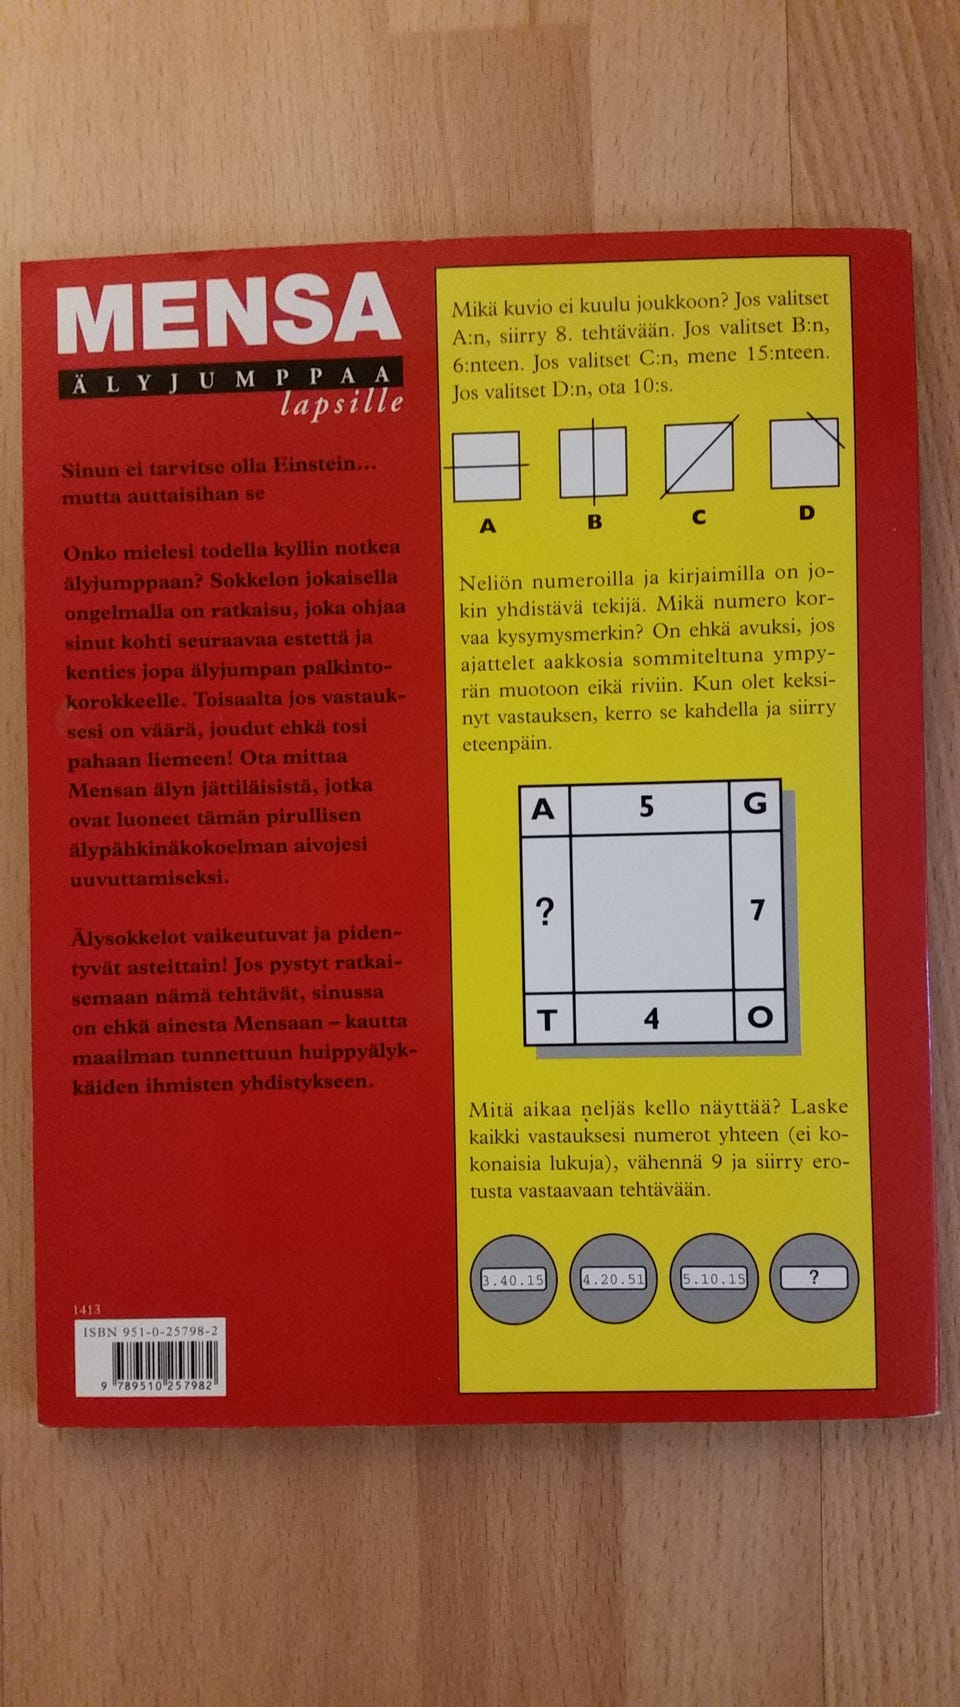 MENSA
ÄLYJUMPPAA
lapsille
Sinun ei tarvitse olla Einstein...
mutta auttaisihan se
Onko mielesi todella kyllin notkea
älyjumppaan? Sokkelon jokaisella
ongelmalla on ratkaisu, joka ohjaa
sinut kohti seuraavaa estettä ja
kenties jopa älyjumpan palkinto-
korokkeelle. Toisaalta jos vastauk-
sesi on väärä, joudut ehkä tosi
pahaan liemeen! Ota mittaa
Mensan älyn jättiläisistä, jotka
ovat luoneet tämän pirullisen
älypähkinäkokoelman aivojesi
uuvuttamiseksi.
Älysokkelot vaikeutuvat ja piden-
tyvät asteittain! Jos pystyt ratkai-
semaan nämä tehtävät, sinussa
on ehkä ainesta Mensaan – kautta
maailman tunnettuun huippyälyk-
käiden ihmisten yhdistykseen.
1413
ISBN 951-0-25798-2
9 789510 257982
Mikä kuvio ei kuulu joukkoon? Jos valitset
A:n, siirry 8. tehtävään. Jos valitset B:n,
6:nteen. Jos valitset C:n, mene 15:nteen.
Jos valitset D:n, ota 10:s.
A B C D
Neliön numeroilla ja kirjaimilla on jo-
kin yhdistävä tekijä. Mikä numero kor-
vaa kysymysmerkin? On ehkä avuksi, jos
ajattelet aakkosia sommiteltuna ympy-
rän muotoon eikä riviin. Kun olet keksi-
nyt vastauksen, kerro se kahdella ja siirry
eteenpäin.
A 5 G
? 7
T 4 O
Mitä aikaa neljäs kello näyttää? Laske
kaikki vastauksesi numerot yhteen (ei ko-
konaisia lukuja), vähennä 9 ja siirry ero-
tusta vastaavaan tehtävään.
3.40.15 4.20.51 5.10.15 ?